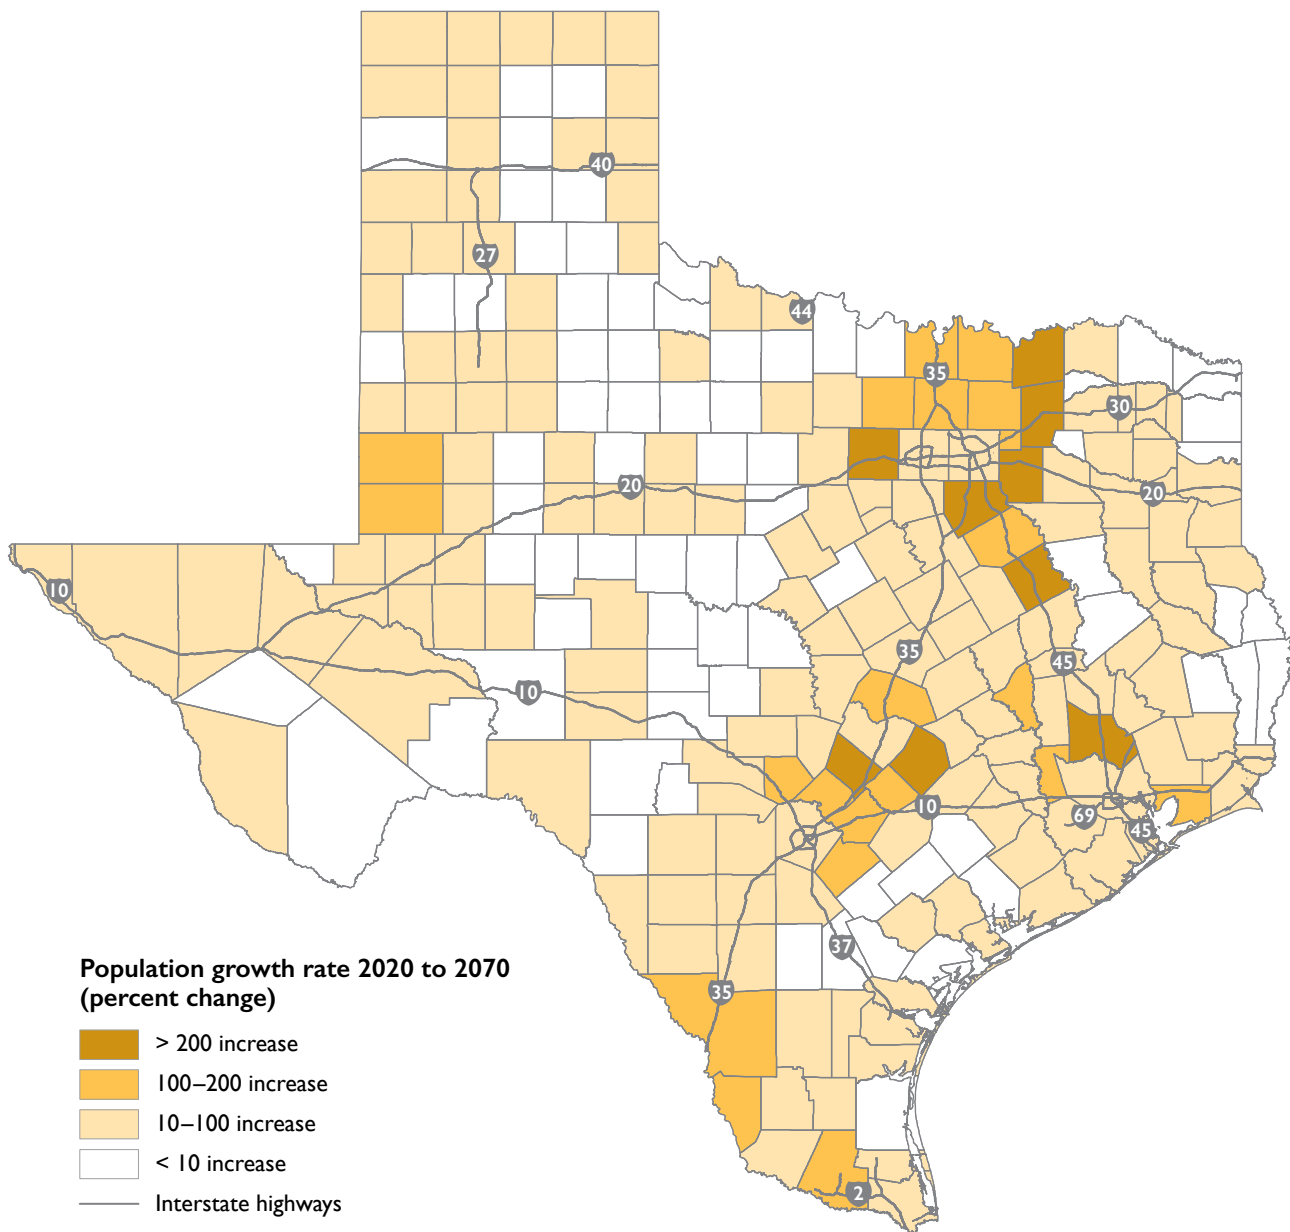 40
27
44
35
30
20
20
10
35
45
10
10
69
45
37
35
2
Population growth rate 2020 to 2070
(percent change)
> 200 increase
100–200 increase
10–100 increase
< 10 increase
Interstate highways